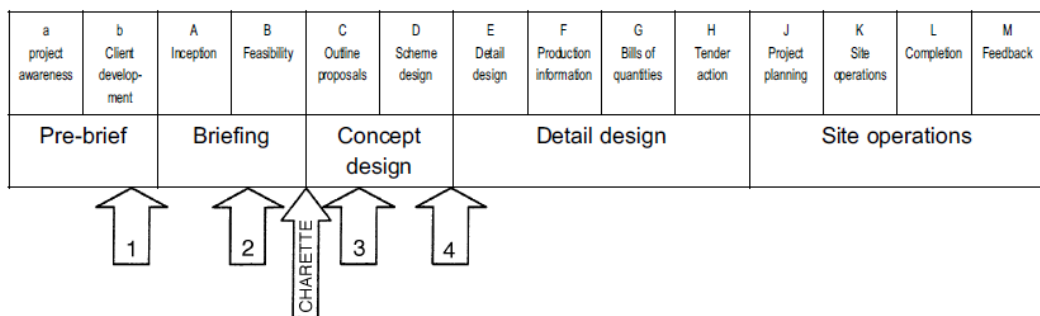 a
project
awareness
b
Client
develop-
ment
A
Inception
B
Feasibility
C
Outline
proposals
D
Scheme
design
E
Detail
design
F
Production
information
G
Bills of
quantities
H
Tender
action
J
Project
planning
K
Site
operations
L
Completion
M
Feedback
Pre-brief
Briefing
Concept
design
Detail design
Site operations
1
2
CHARETTE
3
4